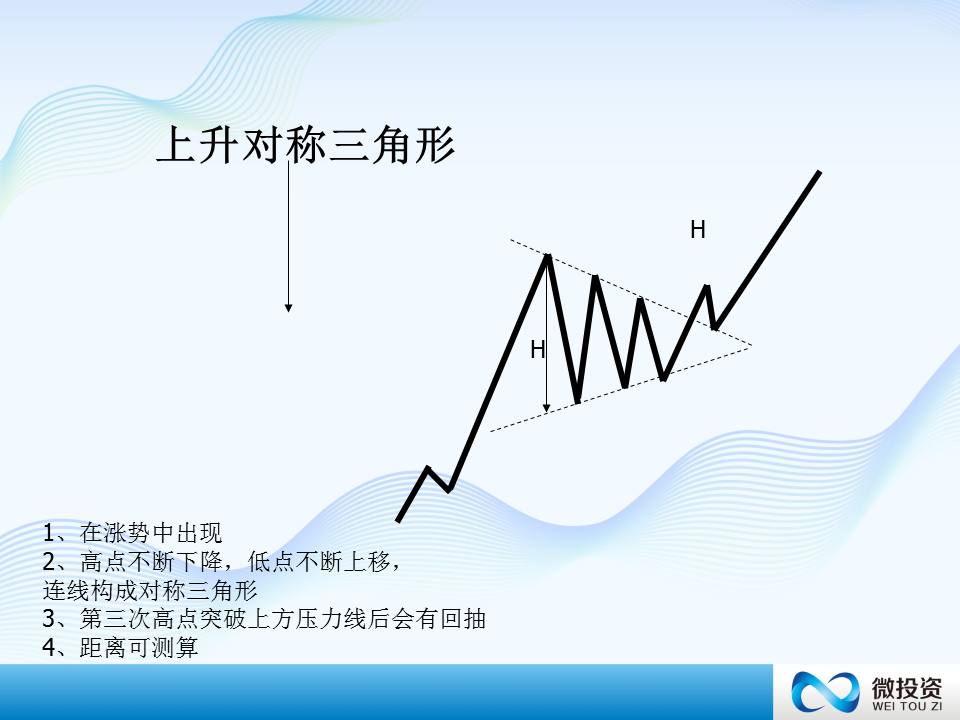 上升对称三角形
H
H
1、在涨势中出现
2、高点不断下降，低点不断上移，
连线构成对称三角形
3、第三次高点突破上方压力线后会有回抽
4、距离可测算
微投资
WEI TOU ZI